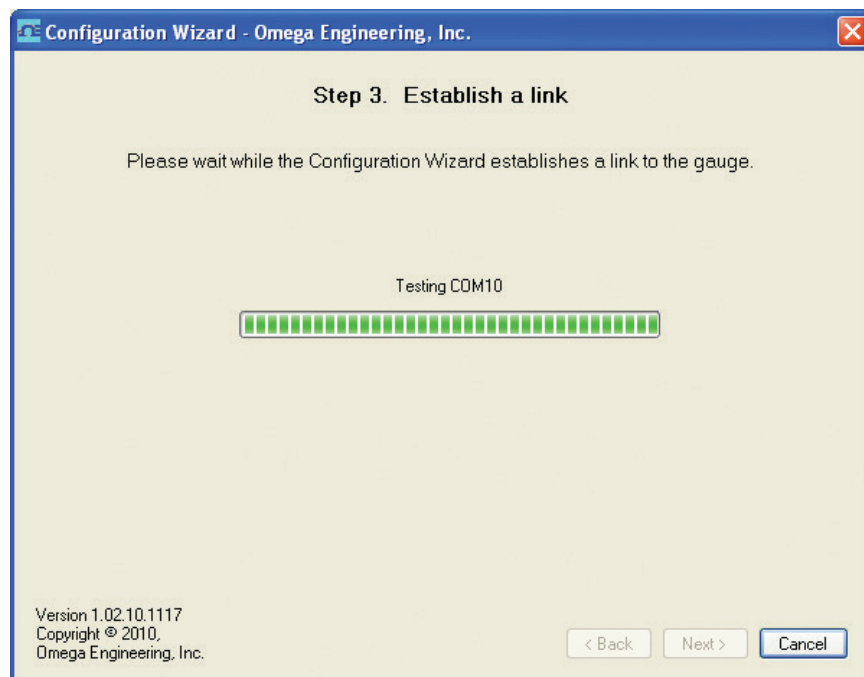 Configuration Wizard - Omega Engineering, Inc.
Step 3. Establish a link
Please wait while the Configuration Wizard establishes a link to the gauge.
Testing COM10
Version 1.02.10.1117
Copyright © 2010,
Omega Engineering, Inc.
< Back Next > Cancel